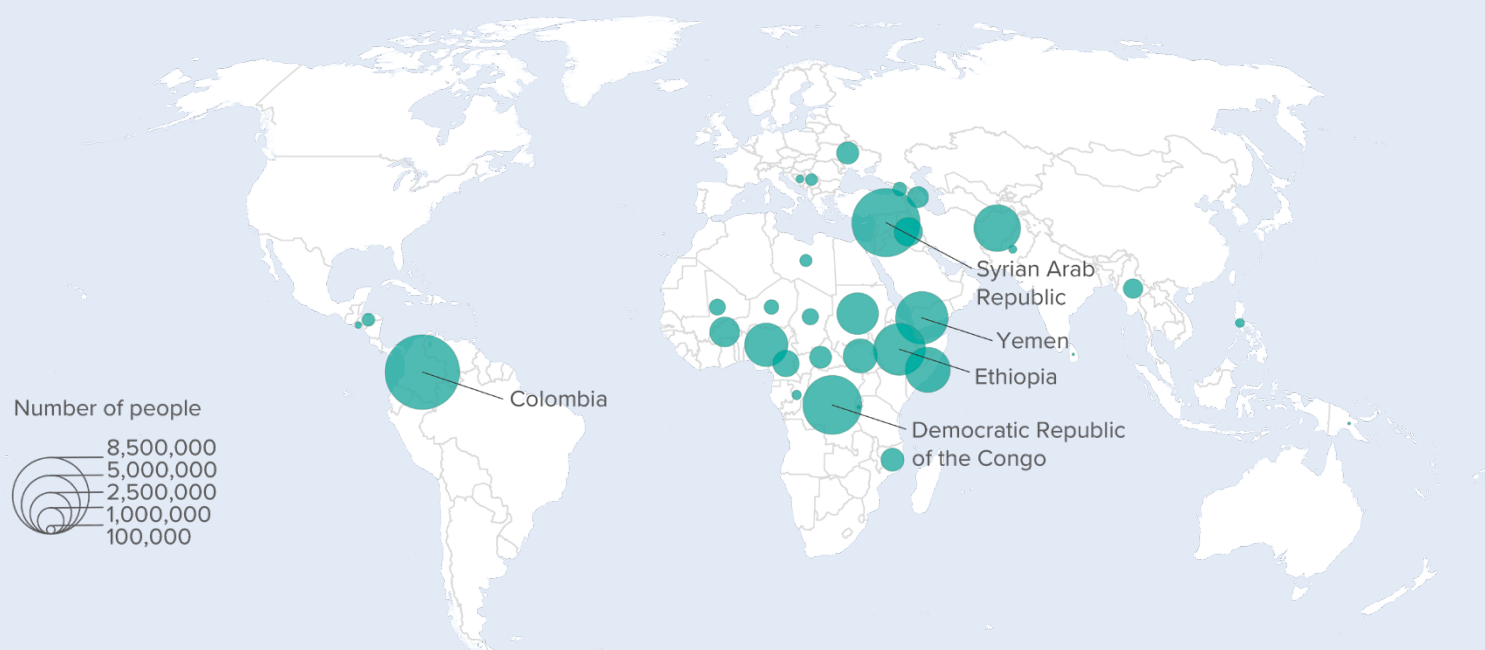 Syrian Arab
Republic
Yemen
Ethiopia
Colombia
Democratic Republic
of the Congo
Number of people
8,500,000
5,000,000
2,500,000
1,000,000
100,000